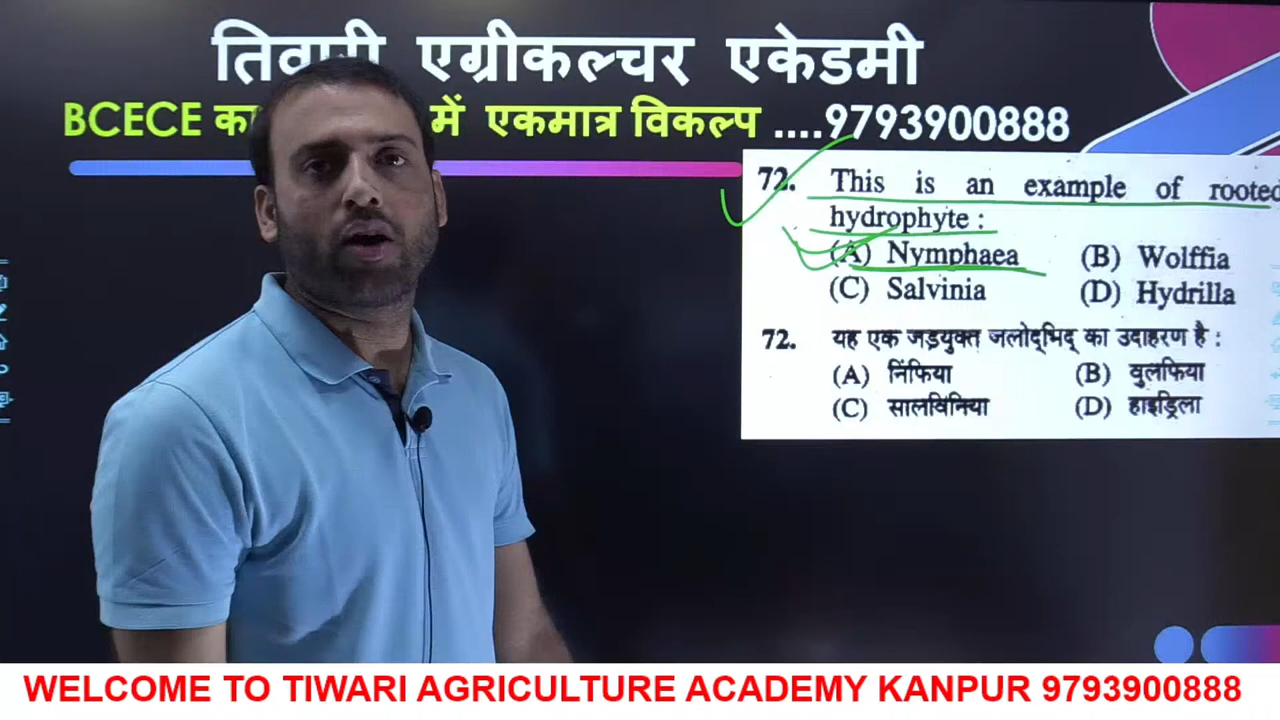 एग्रीकल्चर एकेडमी
BCECE में एकमात्र विकल्प ....9793900888
72. This is an example of rooted
hydrophyte :
(A) Nymphaea (B) Wolffia
(C) Salvinia (D) Hydrilla
72. यह एक जड़युक्त जलोद्भिद् का उदाहरण है :
(A) निंफिया (B) वुलफिया
(C) सालविनिया (D) हाइड्रिला
WELCOME TO TIWARI AGRICULTURE ACADEMY KANPUR 9793900888